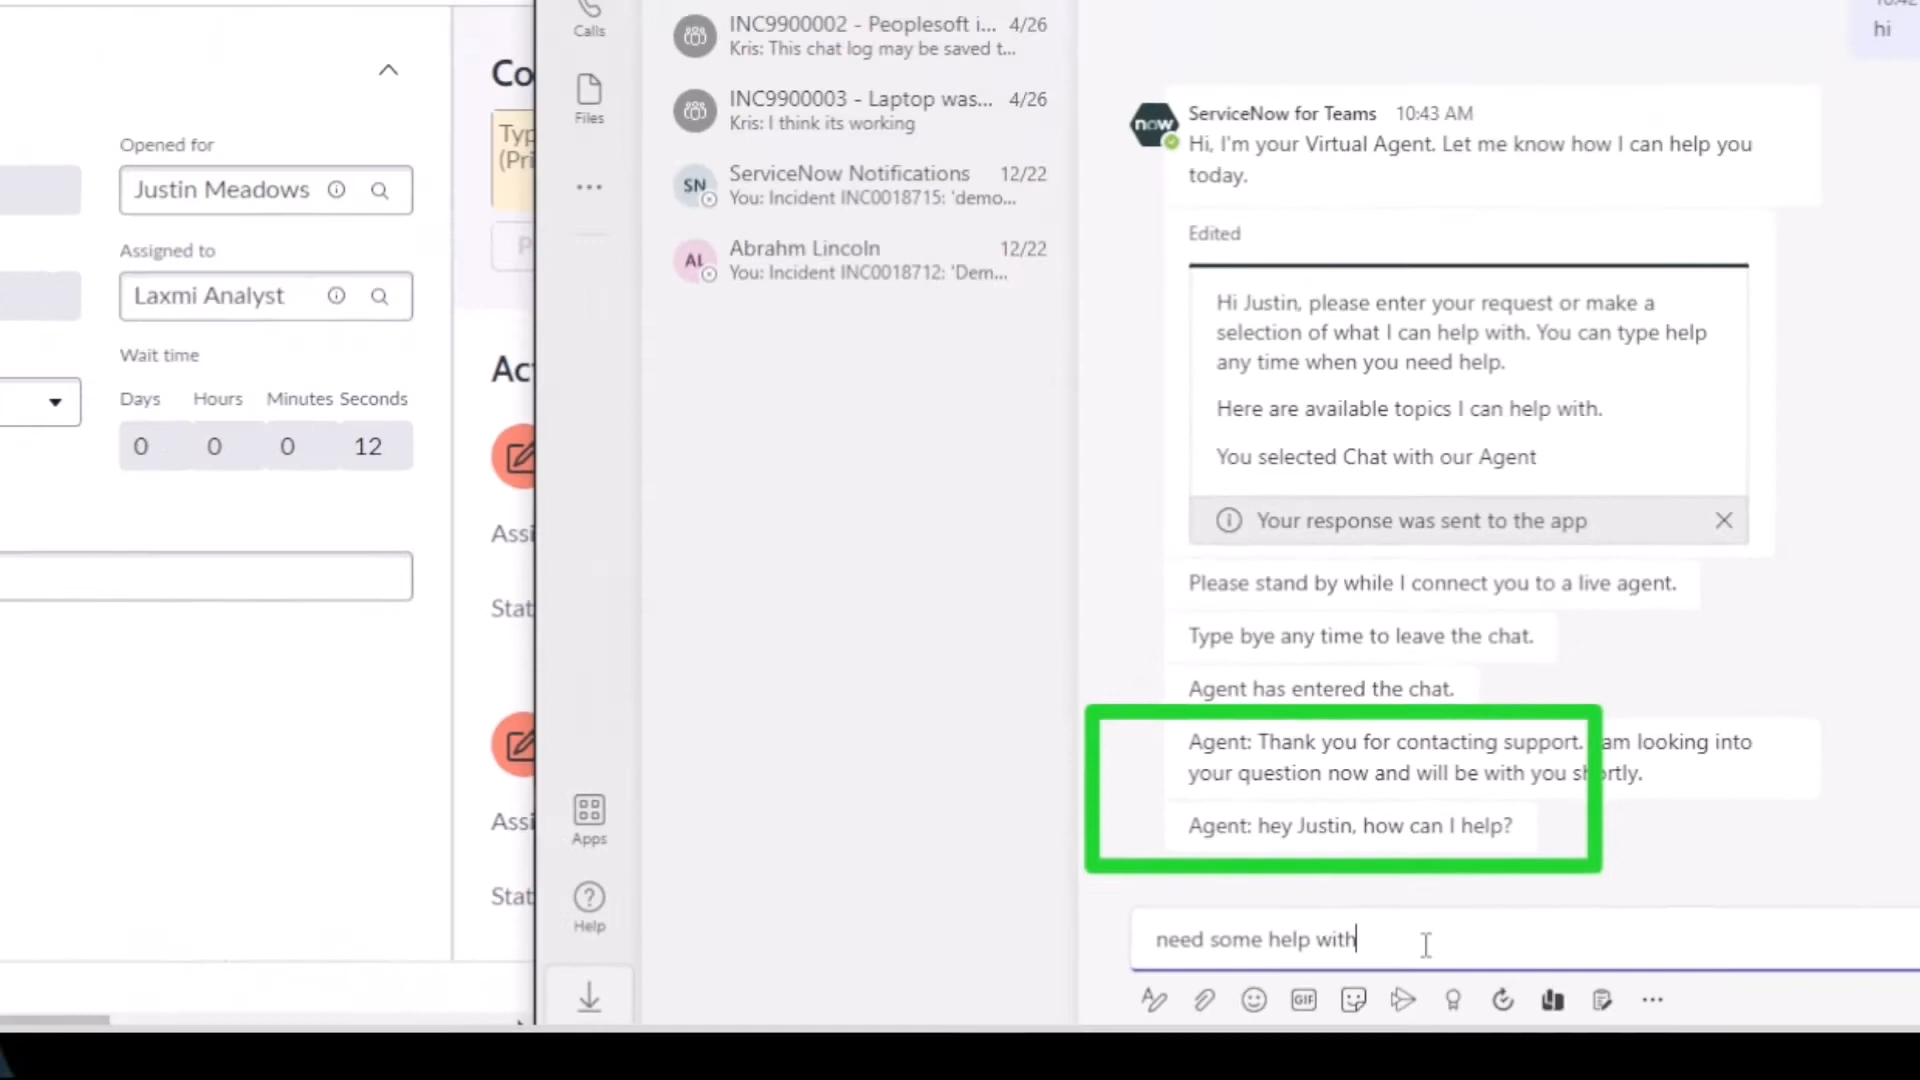 Opened for
Justin Meadows
Assigned to
Laxmi Analyst
Wait time
Days Hours Minutes Seconds
0 0 0 12
Co
Typ
(Pri
P
Ac
Assi
Stat
Assi
Stat
Calls
Files
Apps
Help
INC9900002 - Peoplesoft i... 4/26
Kris: This chat log may be saved t...
INC9900003 - Laptop was... 4/26
Kris: I think its working
SN
ServiceNow Notifications 12/22
You: Incident INC0018715: 'demo...
AL
Abrahm Lincoln 12/22
You: Incident INC0018712: 'Dem...
hi
now
ServiceNow for Teams 10:43 AM
Hi, I'm your Virtual Agent. Let me know how I can help you
today.
Edited
Hi Justin, please enter your request or make a
selection of what I can help with. You can type help
any time when you need help.
Here are available topics I can help with.
You selected Chat with our Agent
Your response was sent to the app
Please stand by while I connect you to a live agent.
Type bye any time to leave the chat.
Agent has entered the chat.
Agent: Thank you for contacting support. am looking into
your question now and will be with you shortly.
Agent: hey Justin, how can I help?
need some help with
GIF